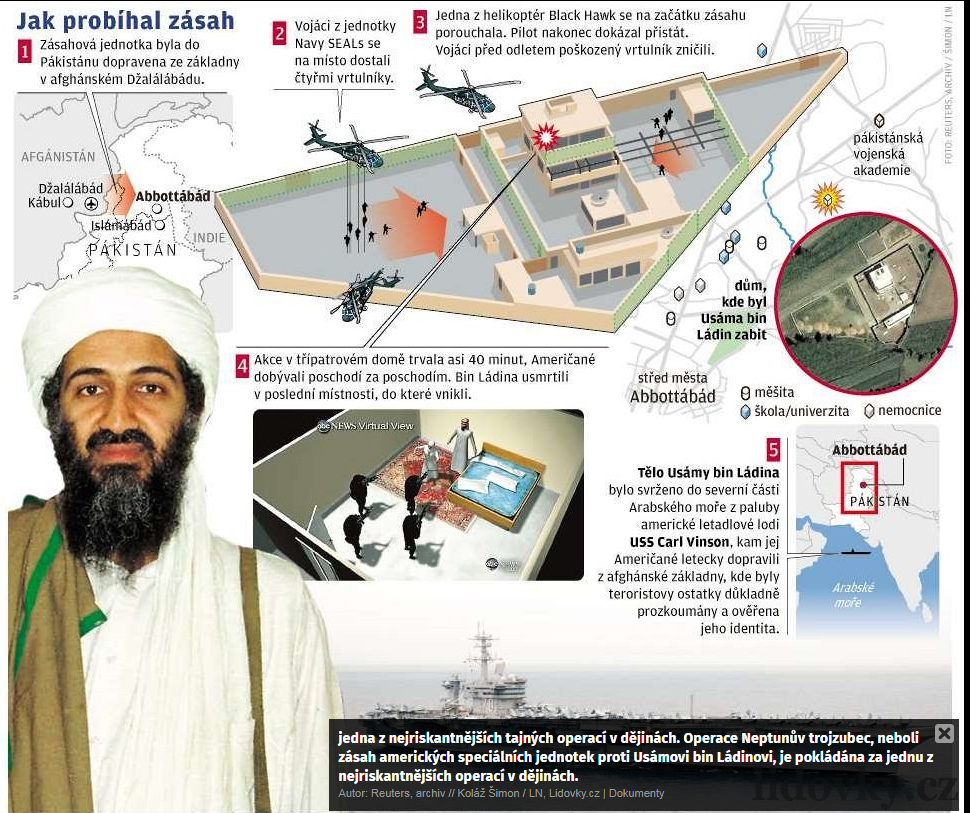 Jak probíhal zásah
1
Zásahová jednotka byla do
Pákistánu dopravena ze základny
v afghánském Džalálábádu.
2
Vojáci z jednotky
Navy SEALs se
na místo dostali
čtyřmi vrtulníky.
3
Jedna z helikoptér Black Hawk se na začátku zásahu
porouchala. Pilot nakonec dokázal přistát.
Vojáci před odletem poškozený vrtulník zničili.
FOTO: REUTERS, ARCHIV / ŠIMON / LN
AFGÁNISTÁN
Džalálábád
Kábul
Abbottábád
Islámábád
PÁKISTÁN
INDIE
pákistánská
vojenská
akademie
dům,
kde byl
Usáma bin
Ládin zabit
střed města
Abbottábád
měšita
škola/univerzita
nemocnice
4
Akce v třípatrovém domě trvala asi 40 minut, Američané
dobývali poschodí za poschodím. Bin Ládina usmrtili
v poslední místnosti, do které vnikli.
abc NEWS Virtual View
abc
5
Tělo Usámy bin Ládina
bylo svrženo do severní části
Arabského moře z paluby
americké letadlové lodi
USS Carl Vinson, kam jej
Američané letecky dopravili
z afghánské základny, kde byly
teroristovy ostatky důkladně
prozkoumány a ověřena
jeho identita.
Abbottábád
PÁKISTÁN
Arabské
moře
jedna z nejriskantnějších tajných operací v dějinách. Operace Neptunův trojzubec, neboli
zásah amerických speciálních jednotek proti Usámovi bin Ládinovi, je pokládána za jednu z
nejriskantnějších operací v dějinách.
Autor: Reuters, archiv // Koláž Šimon / LN, Lidovky.cz | Dokumenty
lidovky.cz